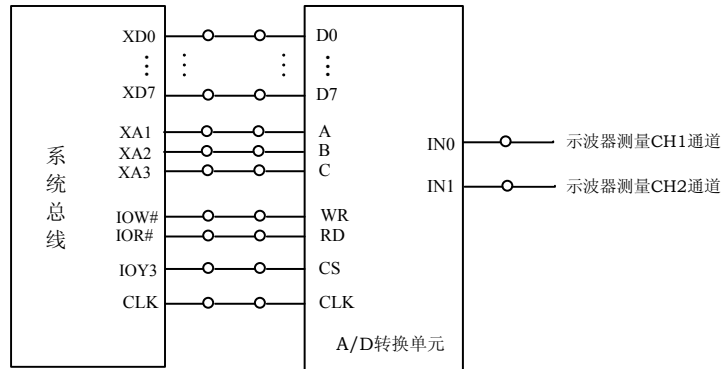 XD0 D0
XD7 D7
XA1 A
XA2 B
XA3 C
IOW# WR
IOR# RD
IOY3 CS
CLK CLK
系统总线
A/D转换单元
IN0 示波器测量CH1通道
IN1 示波器测量CH2通道